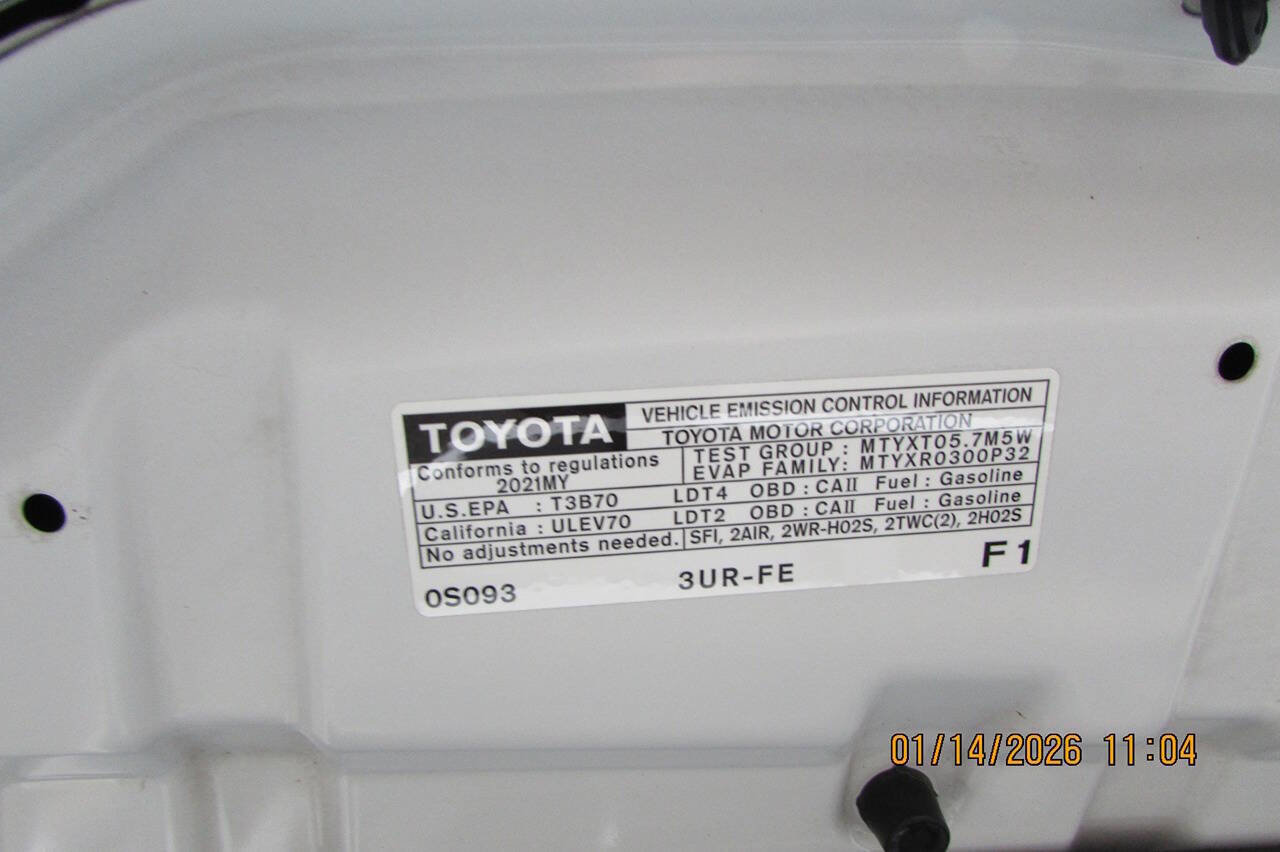 TOYOTA VEHICLE EMISSION CONTROL INFORMATION
TOYOTA MOTOR CORPORATION
Conforms to regulations TEST GROUP : MTYXT05.7M5W
2021MY EVAP FAMILY: MTYXR0300P32
U.S.EPA : T3B70 LDT4 OBD : CAII Fuel : Gasoline
California : ULEV70 LDT2 OBD : CAII Fuel : Gasoline
No adjustments needed. SFI, 2AIR, 2WR-HO2S, 2TWC(2), 2HO2S
0S093 3UR-FE F1
01/14/2026 11:04